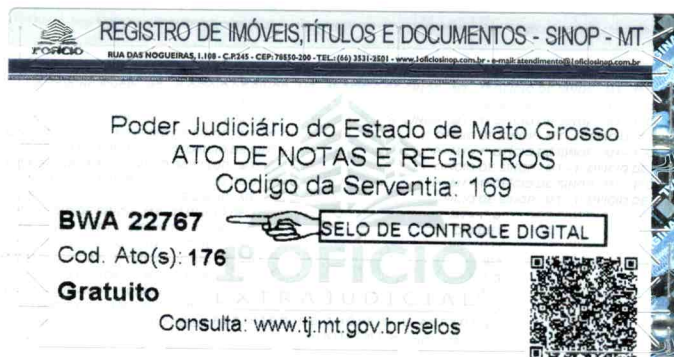 REGISTRO DE IMÓVEIS,TÍTULOS E DOCUMENTOS - SINOP - MT
1º OFÍCIO
RUA DAS NOGUEIRAS, 1.108 - C.P.245 - CEP: 78550-200 - TEL.: (66) 3531-2501 - www.1oficiosinop.com.br - e-mail: atendimento@1oficiosinop.com.br
Poder Judiciário do Estado de Mato Grosso
ATO DE NOTAS E REGISTROS
Codigo da Serventia: 169
BWA 22767 SELO DE CONTROLE DIGITAL
Cod. Ato(s): 176
1º OFÍCIO
Gratuito
EXTRAJUDICIAL
Consulta: www.tj.mt.gov.br/selos